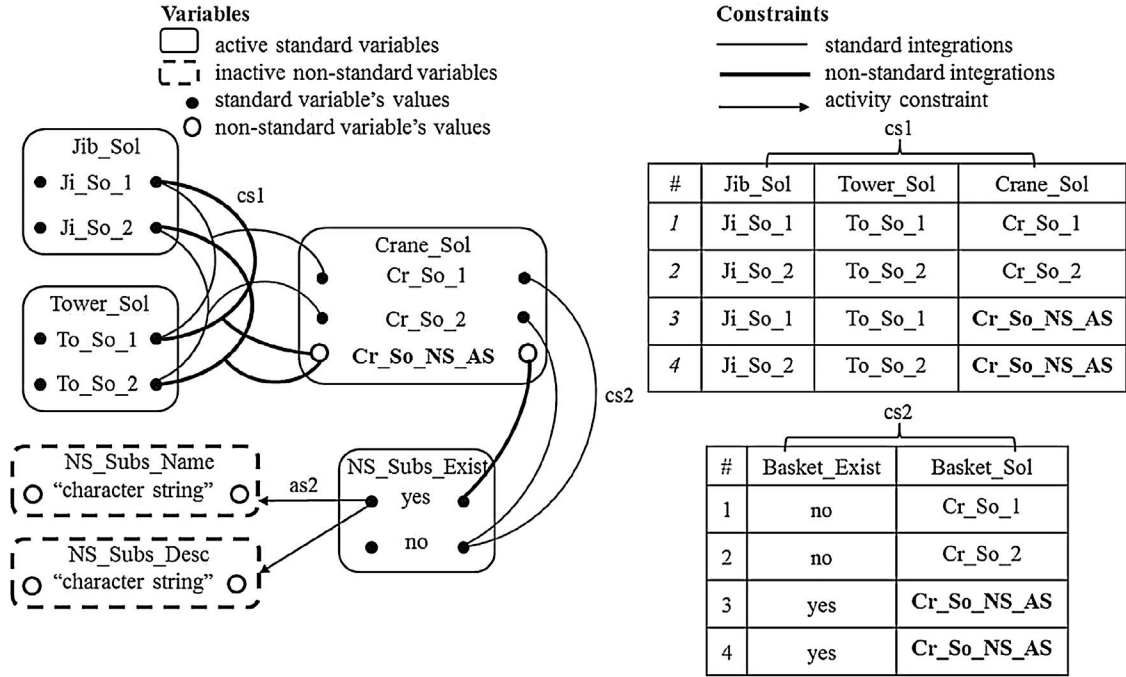 Variables
active standard variables
inactive non-standard variables
standard variable's values
non-standard variable's values
Constraints
standard integrations
non-standard integrations
activity constraint
Jib_Sol
Ji_So_1
Ji_So_2
cs1
Tower_Sol
To_So_1
To_So_2
Crane_Sol
Cr_So_1
Cr_So_2
Cr_So_NS_AS
cs2
NS_Subs_Name
"character string"
as2
NS_Subs_Exist
yes
no
NS_Subs_Desc
"character string"
cs1
# Jib_Sol Tower_Sol Crane_Sol
1 Ji_So_1 To_So_1 Cr_So_1
2 Ji_So_2 To_So_2 Cr_So_2
3 Ji_So_1 To_So_1 Cr_So_NS_AS
4 Ji_So_2 To_So_2 Cr_So_NS_AS
cs2
# Basket_Exist Basket_Sol
1 no Cr_So_1
2 no Cr_So_2
3 yes Cr_So_NS_AS
4 yes Cr_So_NS_AS